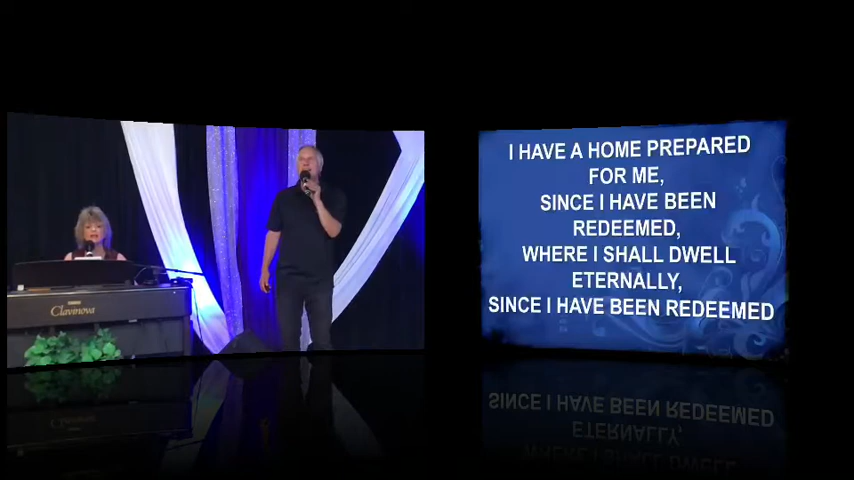 I HAVE A HOME PREPARED
FOR ME,
SINCE I HAVE BEEN
REDEEMED,
WHERE I SHALL DWELL
ETERNALLY,
SINCE I HAVE BEEN REDEEMED
Clavinova